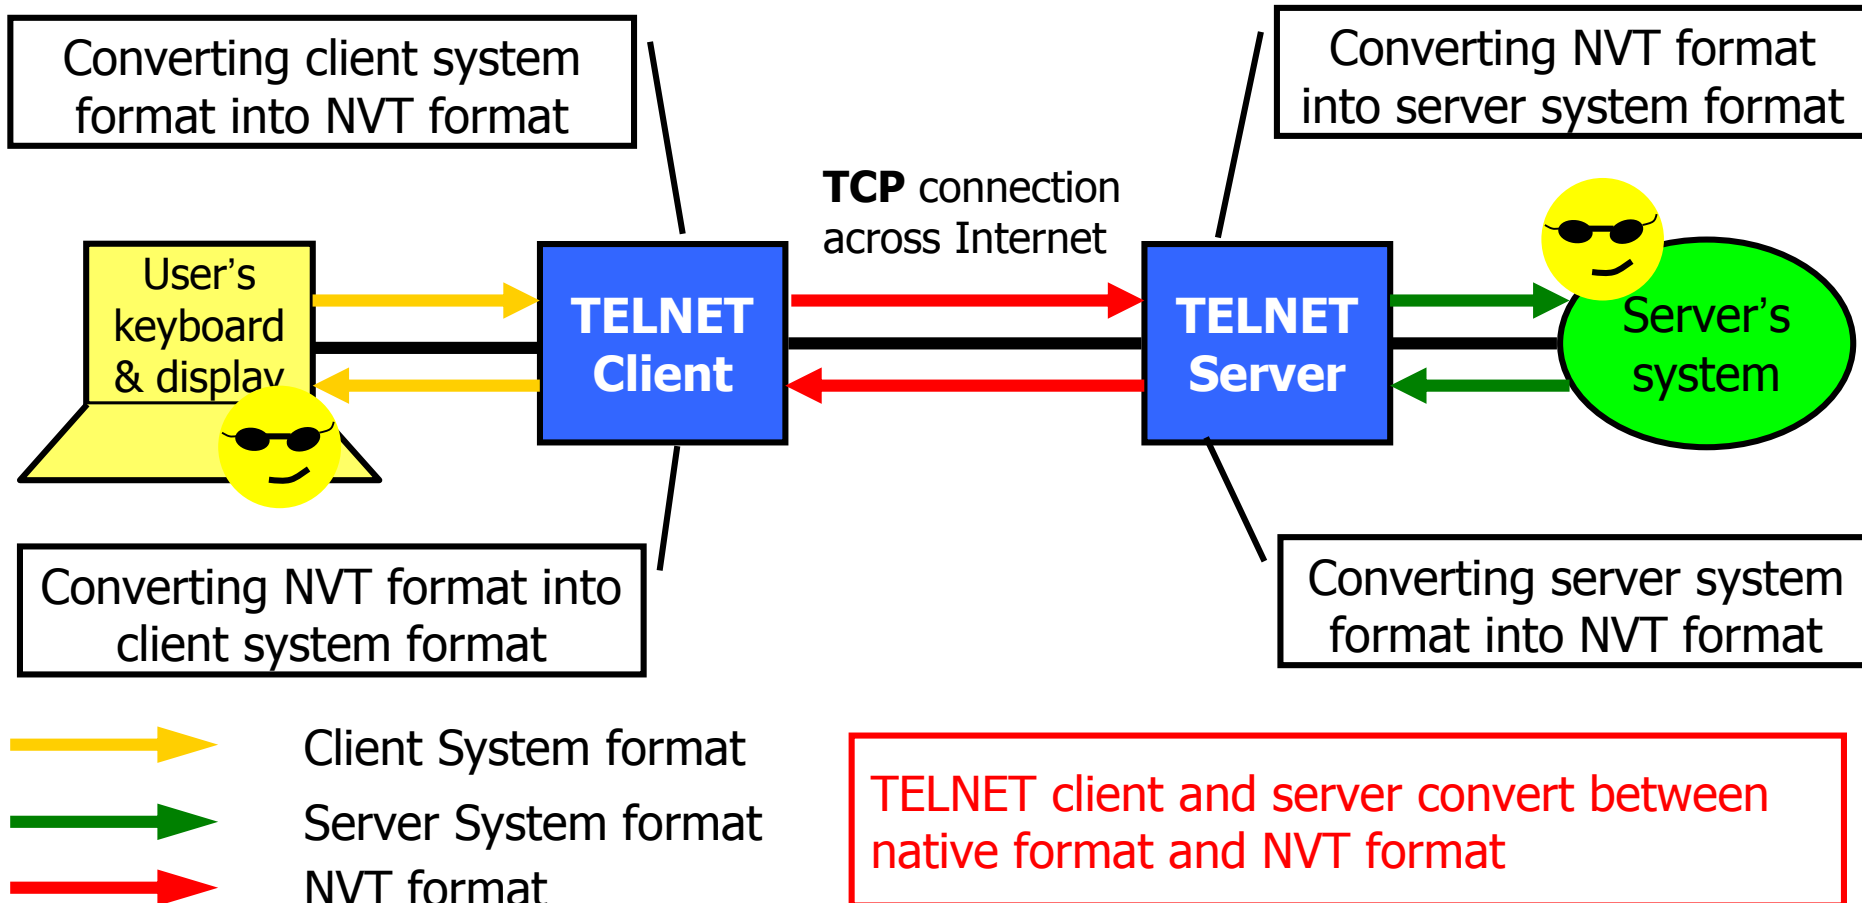 Converting client system
format into NVT format
Converting NVT format
into server system format
TCP connection
across Internet
User’s
keyboard
& display
TELNET
Client
TELNET
Server
Server’s
system
Converting NVT format into
client system format
Converting server system
format into NVT format
Client System format
Server System format
NVT format
TELNET client and server convert between
native format and NVT format